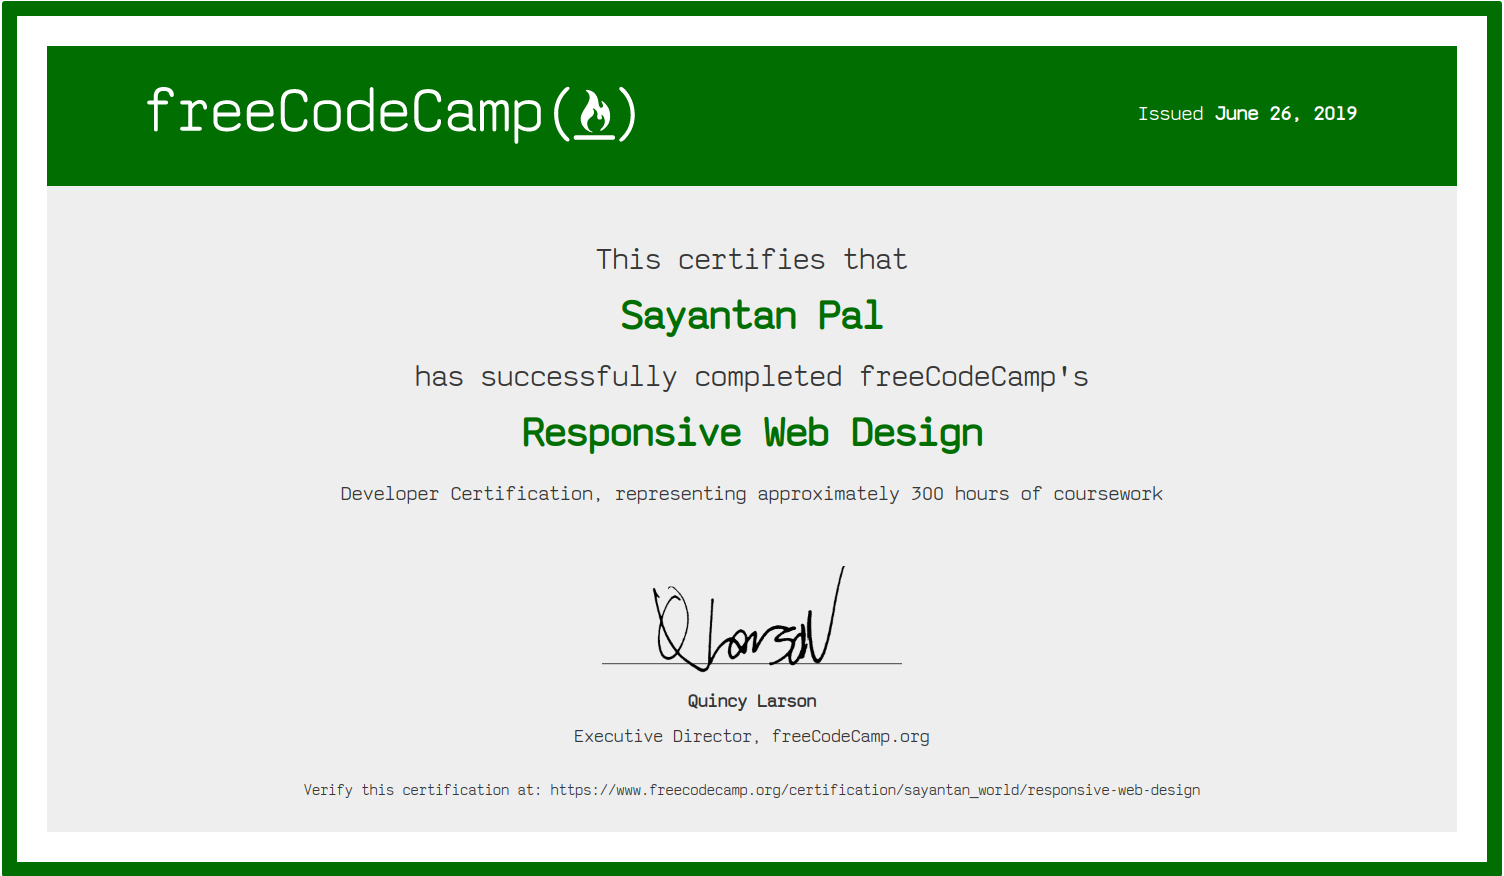 freeCodeCamp
Issued June 26, 2019
This certifies that
Sayantan Pal
has successfully completed freeCodeCamp's
Responsive Web Design
Developer Certification, representing approximately 300 hours of coursework
Q Larson
Quincy Larson
Executive Director, freeCodeCamp.org
Verify this certification at: https://www.freecodecamp.org/certification/sayantan_world/responsive-web-design